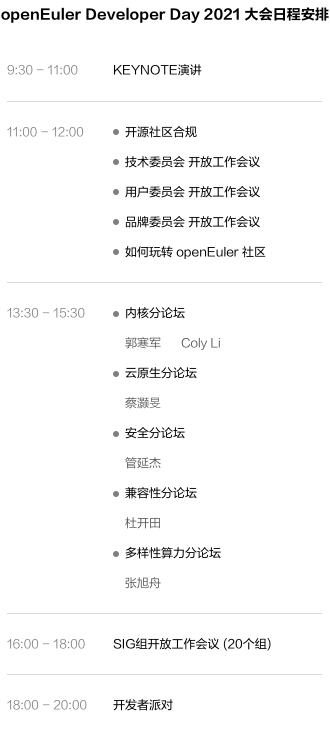 openEuler Developer Day 2021 大会日程安排
9:30 – 11:00 KEYNOTE演讲
11:00 – 12:00 ● 开源社区合规
● 技术委员会 开放工作会议
● 用户委员会 开放工作会议
● 品牌委员会 开放工作会议
● 如何玩转 openEuler 社区
13:30 – 15:30 ● 内核分论坛
郭寒军 Coly Li
● 云原生分论坛
蔡灏旻
● 安全分论坛
管延杰
● 兼容性分论坛
杜开田
● 多样性算力分论坛
张旭舟
16:00 – 18:00 SIG组开放工作会议 (20个组)
18:00 – 20:00 开发者派对